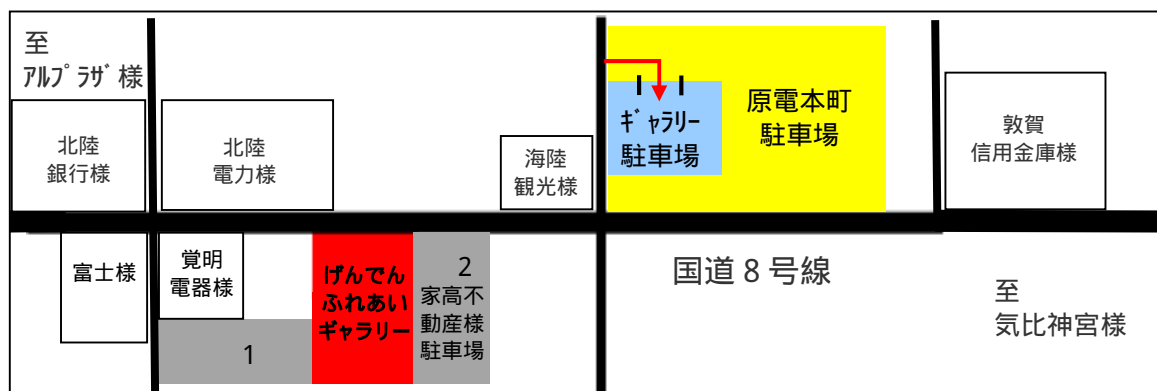 至
ｱﾙﾌﾟﾗｻﾞ様
北陸
銀行様
北陸
電力様
海陸
観光様
ｷﾞｬﾗﾘｰ
駐車場
原電本町
駐車場
敦賀
信用金庫様
富士様
覚明
電器様
1
げんでん
ふれあい
ギャラリー
2
家高不
動産様
駐車場
国道８号線
至
気比神宮様